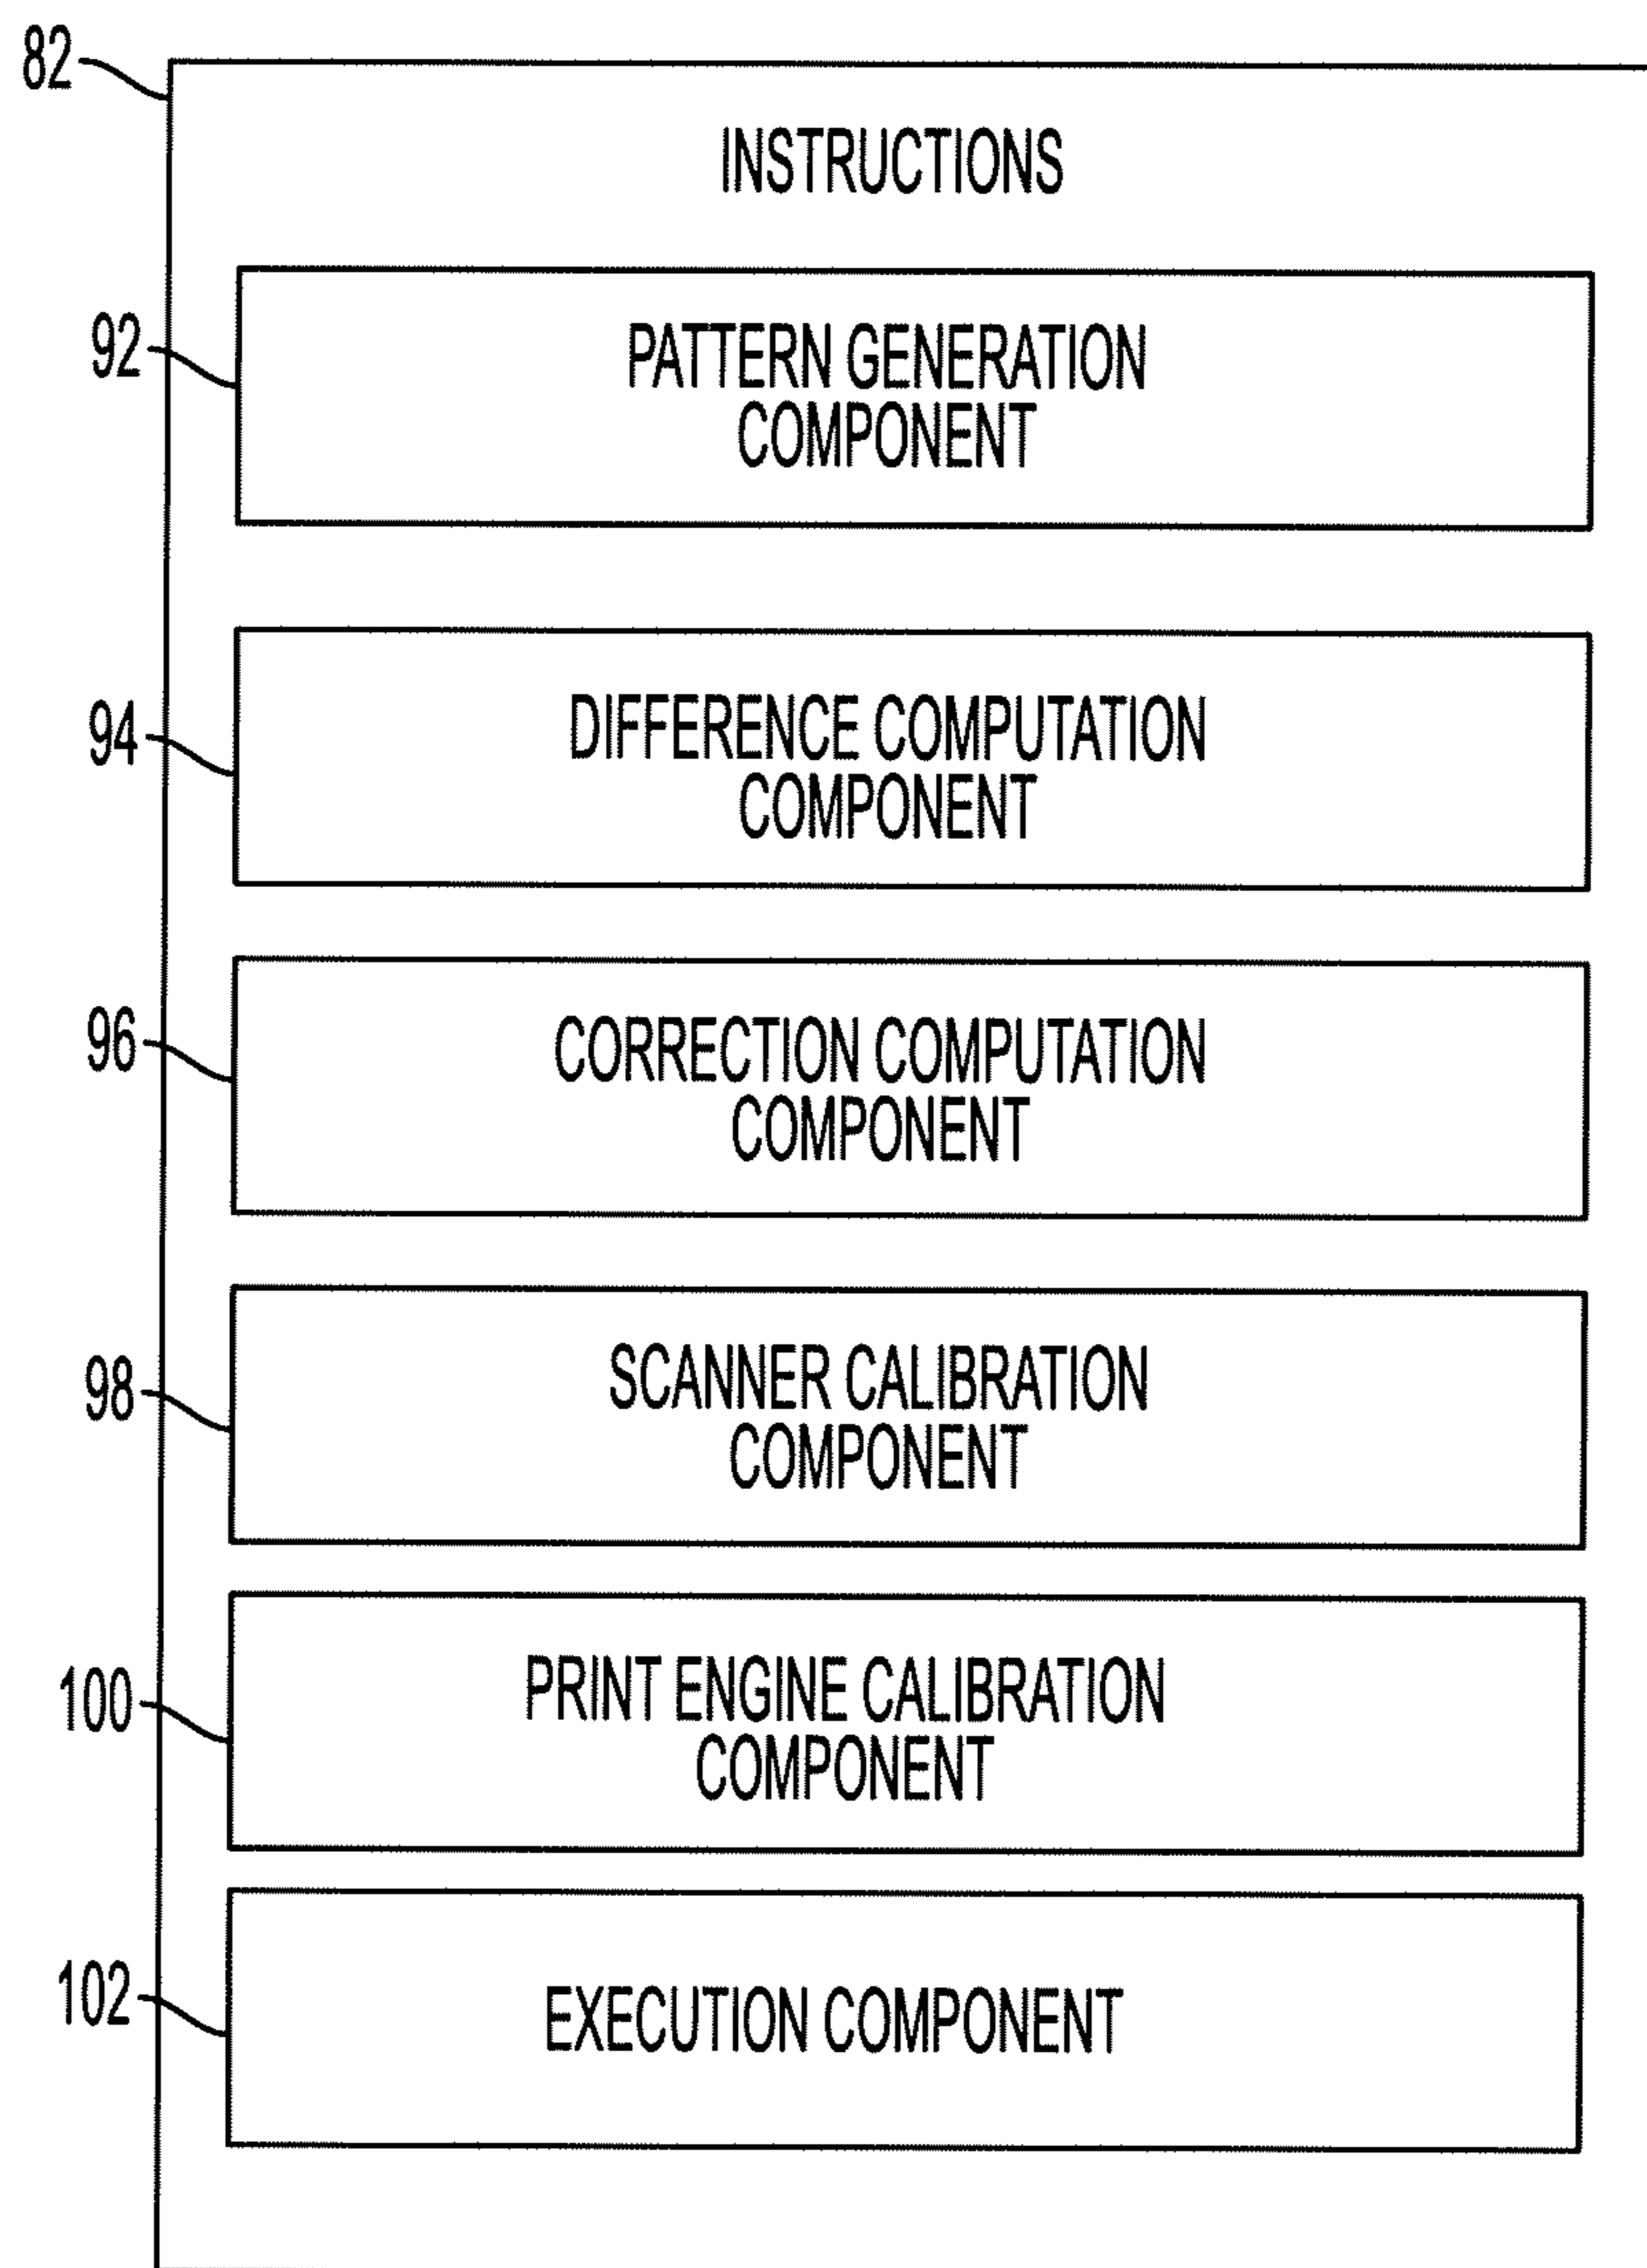 82
INSTRUCTIONS
92
PATTERN GENERATION
COMPONENT
94
DIFFERENCE COMPUTATION
COMPONENT
96
CORRECTION COMPUTATION
COMPONENT
98
SCANNER CALIBRATION
COMPONENT
100
PRINT ENGINE CALIBRATION
COMPONENT
102
EXECUTION COMPONENT